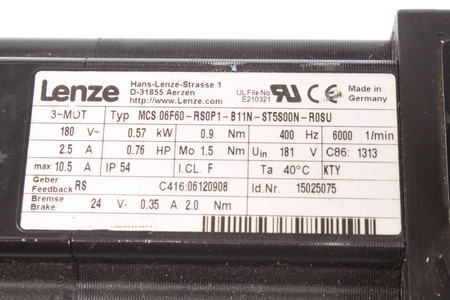 Lenze Hans-Lenze-Strasse 1 D-31855 Aerzen http://www.Lenze.com UL File No E210321 UL CE Made in Germany
3~MOT Typ MCS 06F60-RS0P1-B11N-ST5S00N-R0SU
180 V~ 0.57 kW 0.9 Nm 400 Hz 6000 1/min
2.5 A 0.76 HP Mo 1.5 Nm Uin 181 V C86: 1313
max 10.5 A IP 54 I.CL. F Ta 40°C KTY
Geber Feedback RS C416:06120908 Id.Nr. 15025075
Bremse Brake 24 V- 0.35 A 2.0 Nm